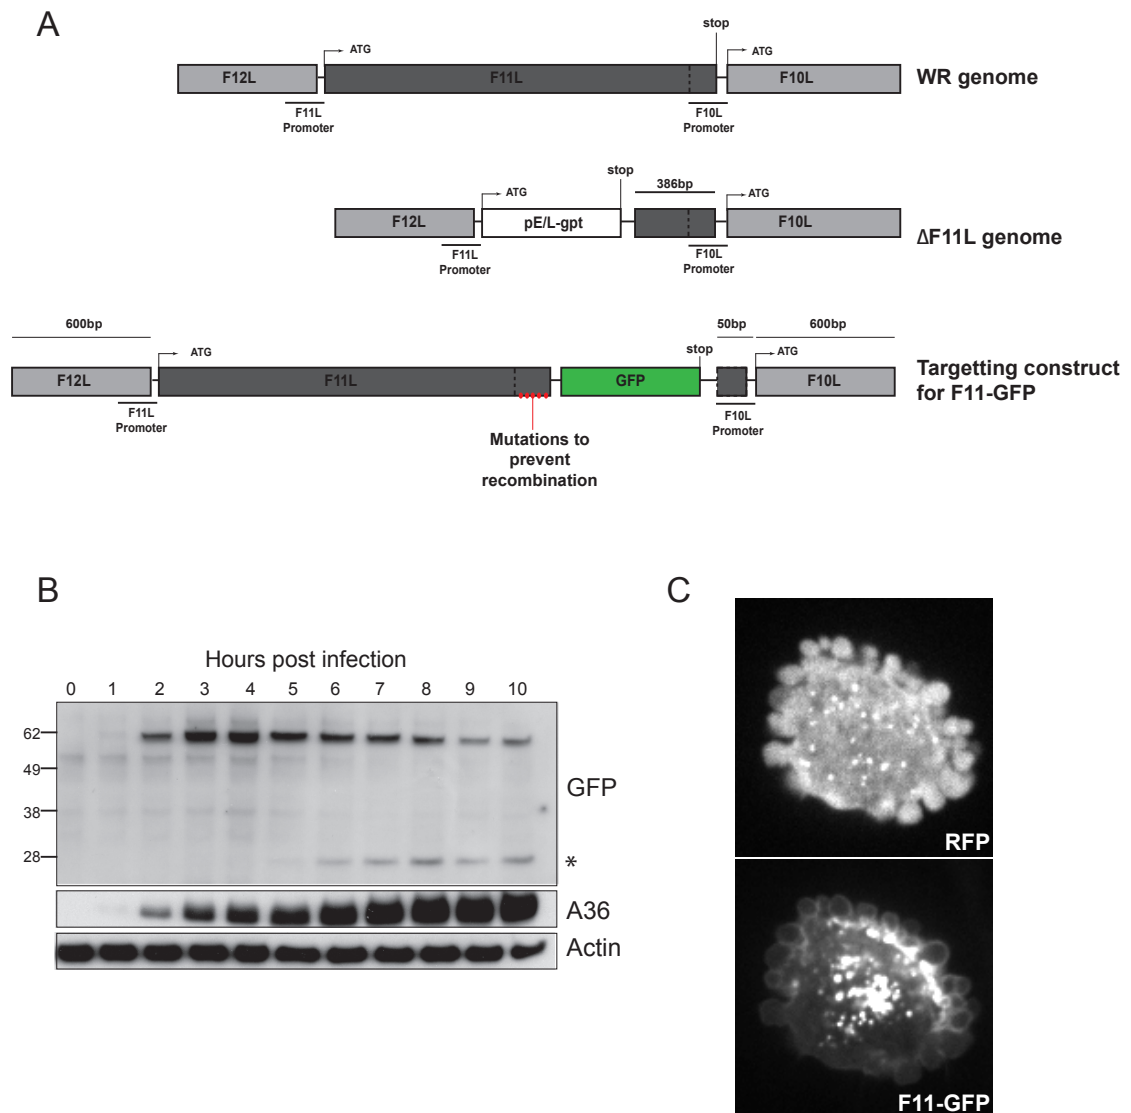 A
stop
ATG
ATG
F12L
F11L
F10L
WR genome
F11L
Promoter
F10L
Promoter
stop
386bp
ATG
ATG
F12L
pE/L-gpt
F10L
ΔF11L genome
F11L
Promoter
F10L
Promoter
600bp
50bp
600bp
stop
ATG
ATG
F12L
F11L
GFP
F10L
Targetting construct
for F11-GFP
F11L
Promoter
F10L
Promoter
Mutations to
prevent
recombination
B
Hours post infection
0 1 2 3 4 5 6 7 8 9 10
62
49
38
28
GFP
*
A36
Actin
C
RFP
F11-GFP